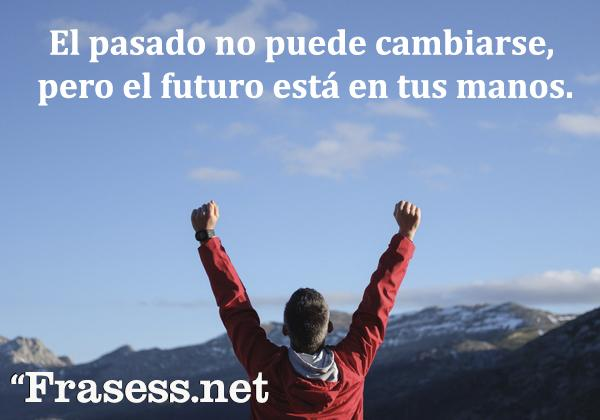 El pasado no puede cambiarse,
pero el futuro está en tus manos.
“Frasess.net